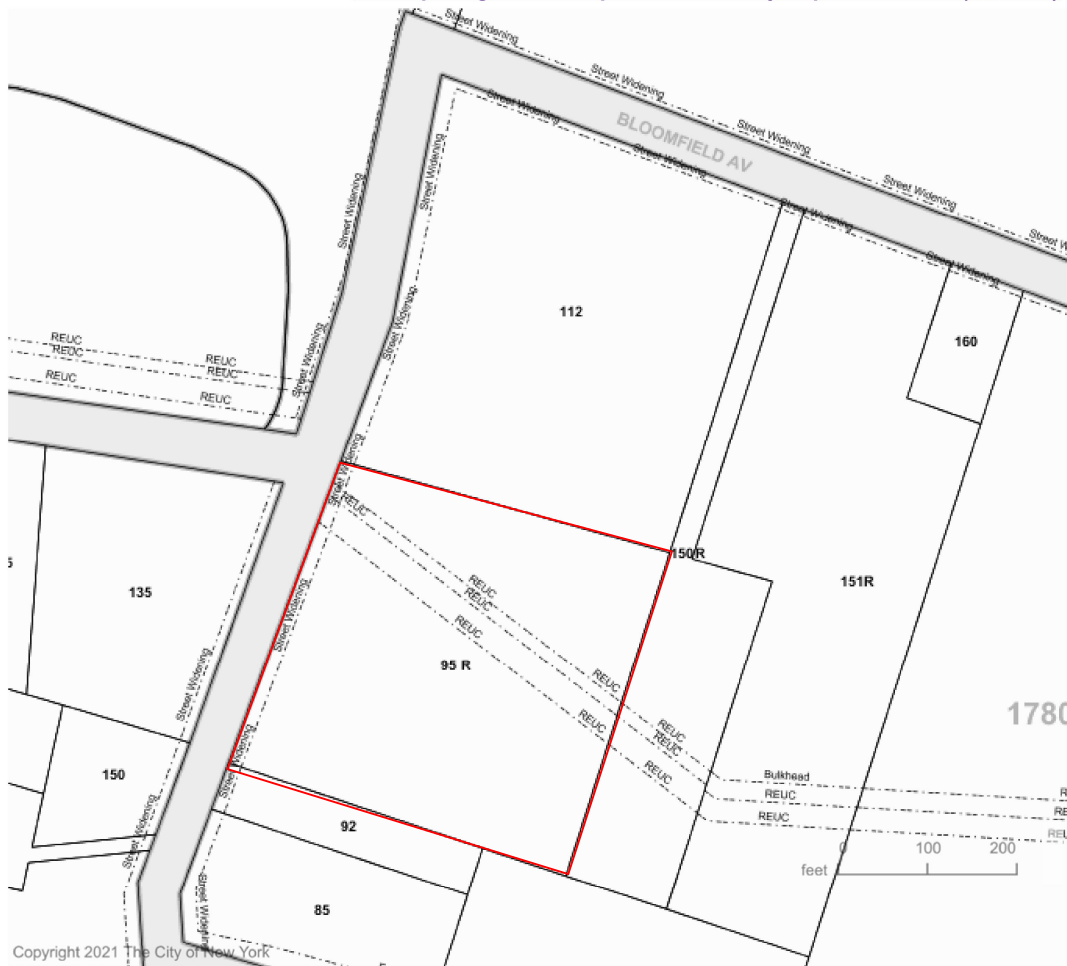 Street Widening
Street Widening
Street Widening
Street Widening
Street W
Street Widening
BLOOMFIELD AV
Street Widening
Street Widening
Street Widening
Street Widening
Street Widening
Street Widening
Street Widening
112
160
REUC
REUC
REUC
REUC
REUC
REUC
Street Widening
Street Widening
REUC
150R
151R
135
REUC
REUC
REUC
Street Widening
95 R
Street Widening
REUC
REUC
REUC
REUC
REUC
1780
Street Widening
150
Bulkhead
REUC
REUC
REU
92
Street Widening
0 100 200
feet
85
Street Widening
Copyright 2021 The City of New York